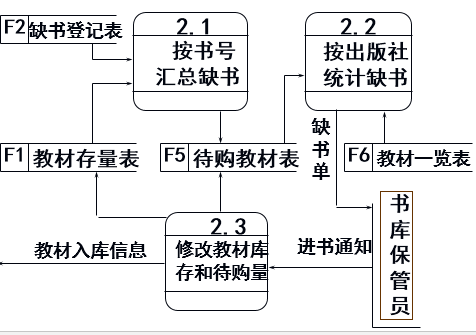 F2 缺书登记表
2.1
按书号
汇总缺书
2.2
按出版社
统计缺书
F1 教材存量表
F5 待购教材表
缺书单
F6 教材一览表
2.3
修改教材库
存和待购量
教材入库信息
进书通知
书库保管员